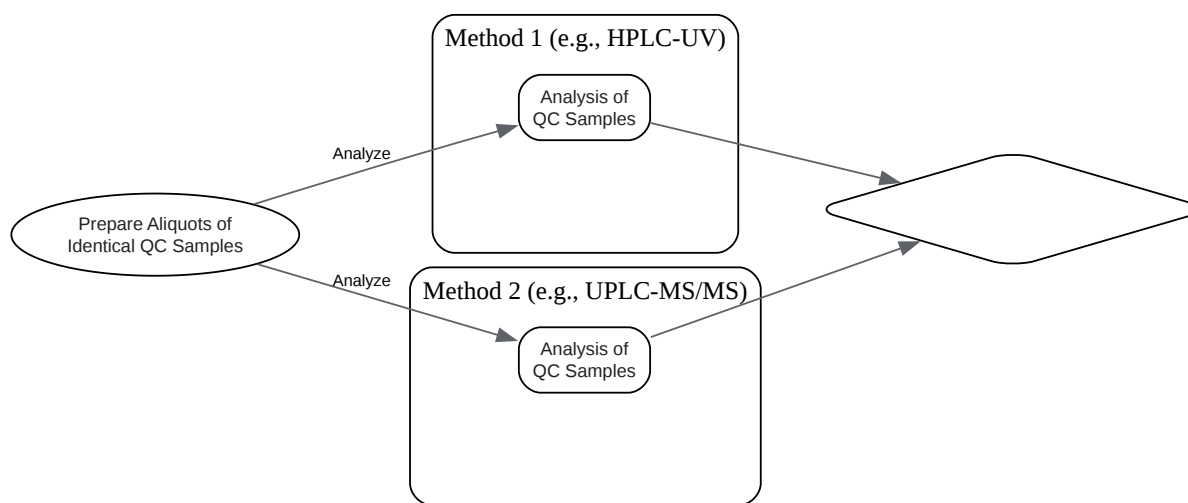 Method 1 (e.g., HPLC-UV)
Analysis of
QC Samples
Analyze
Prepare Aliquots of
Identical QC Samples
Analyze
Method 2 (e.g., UPLC-MS/MS)
Analysis of
QC Samples